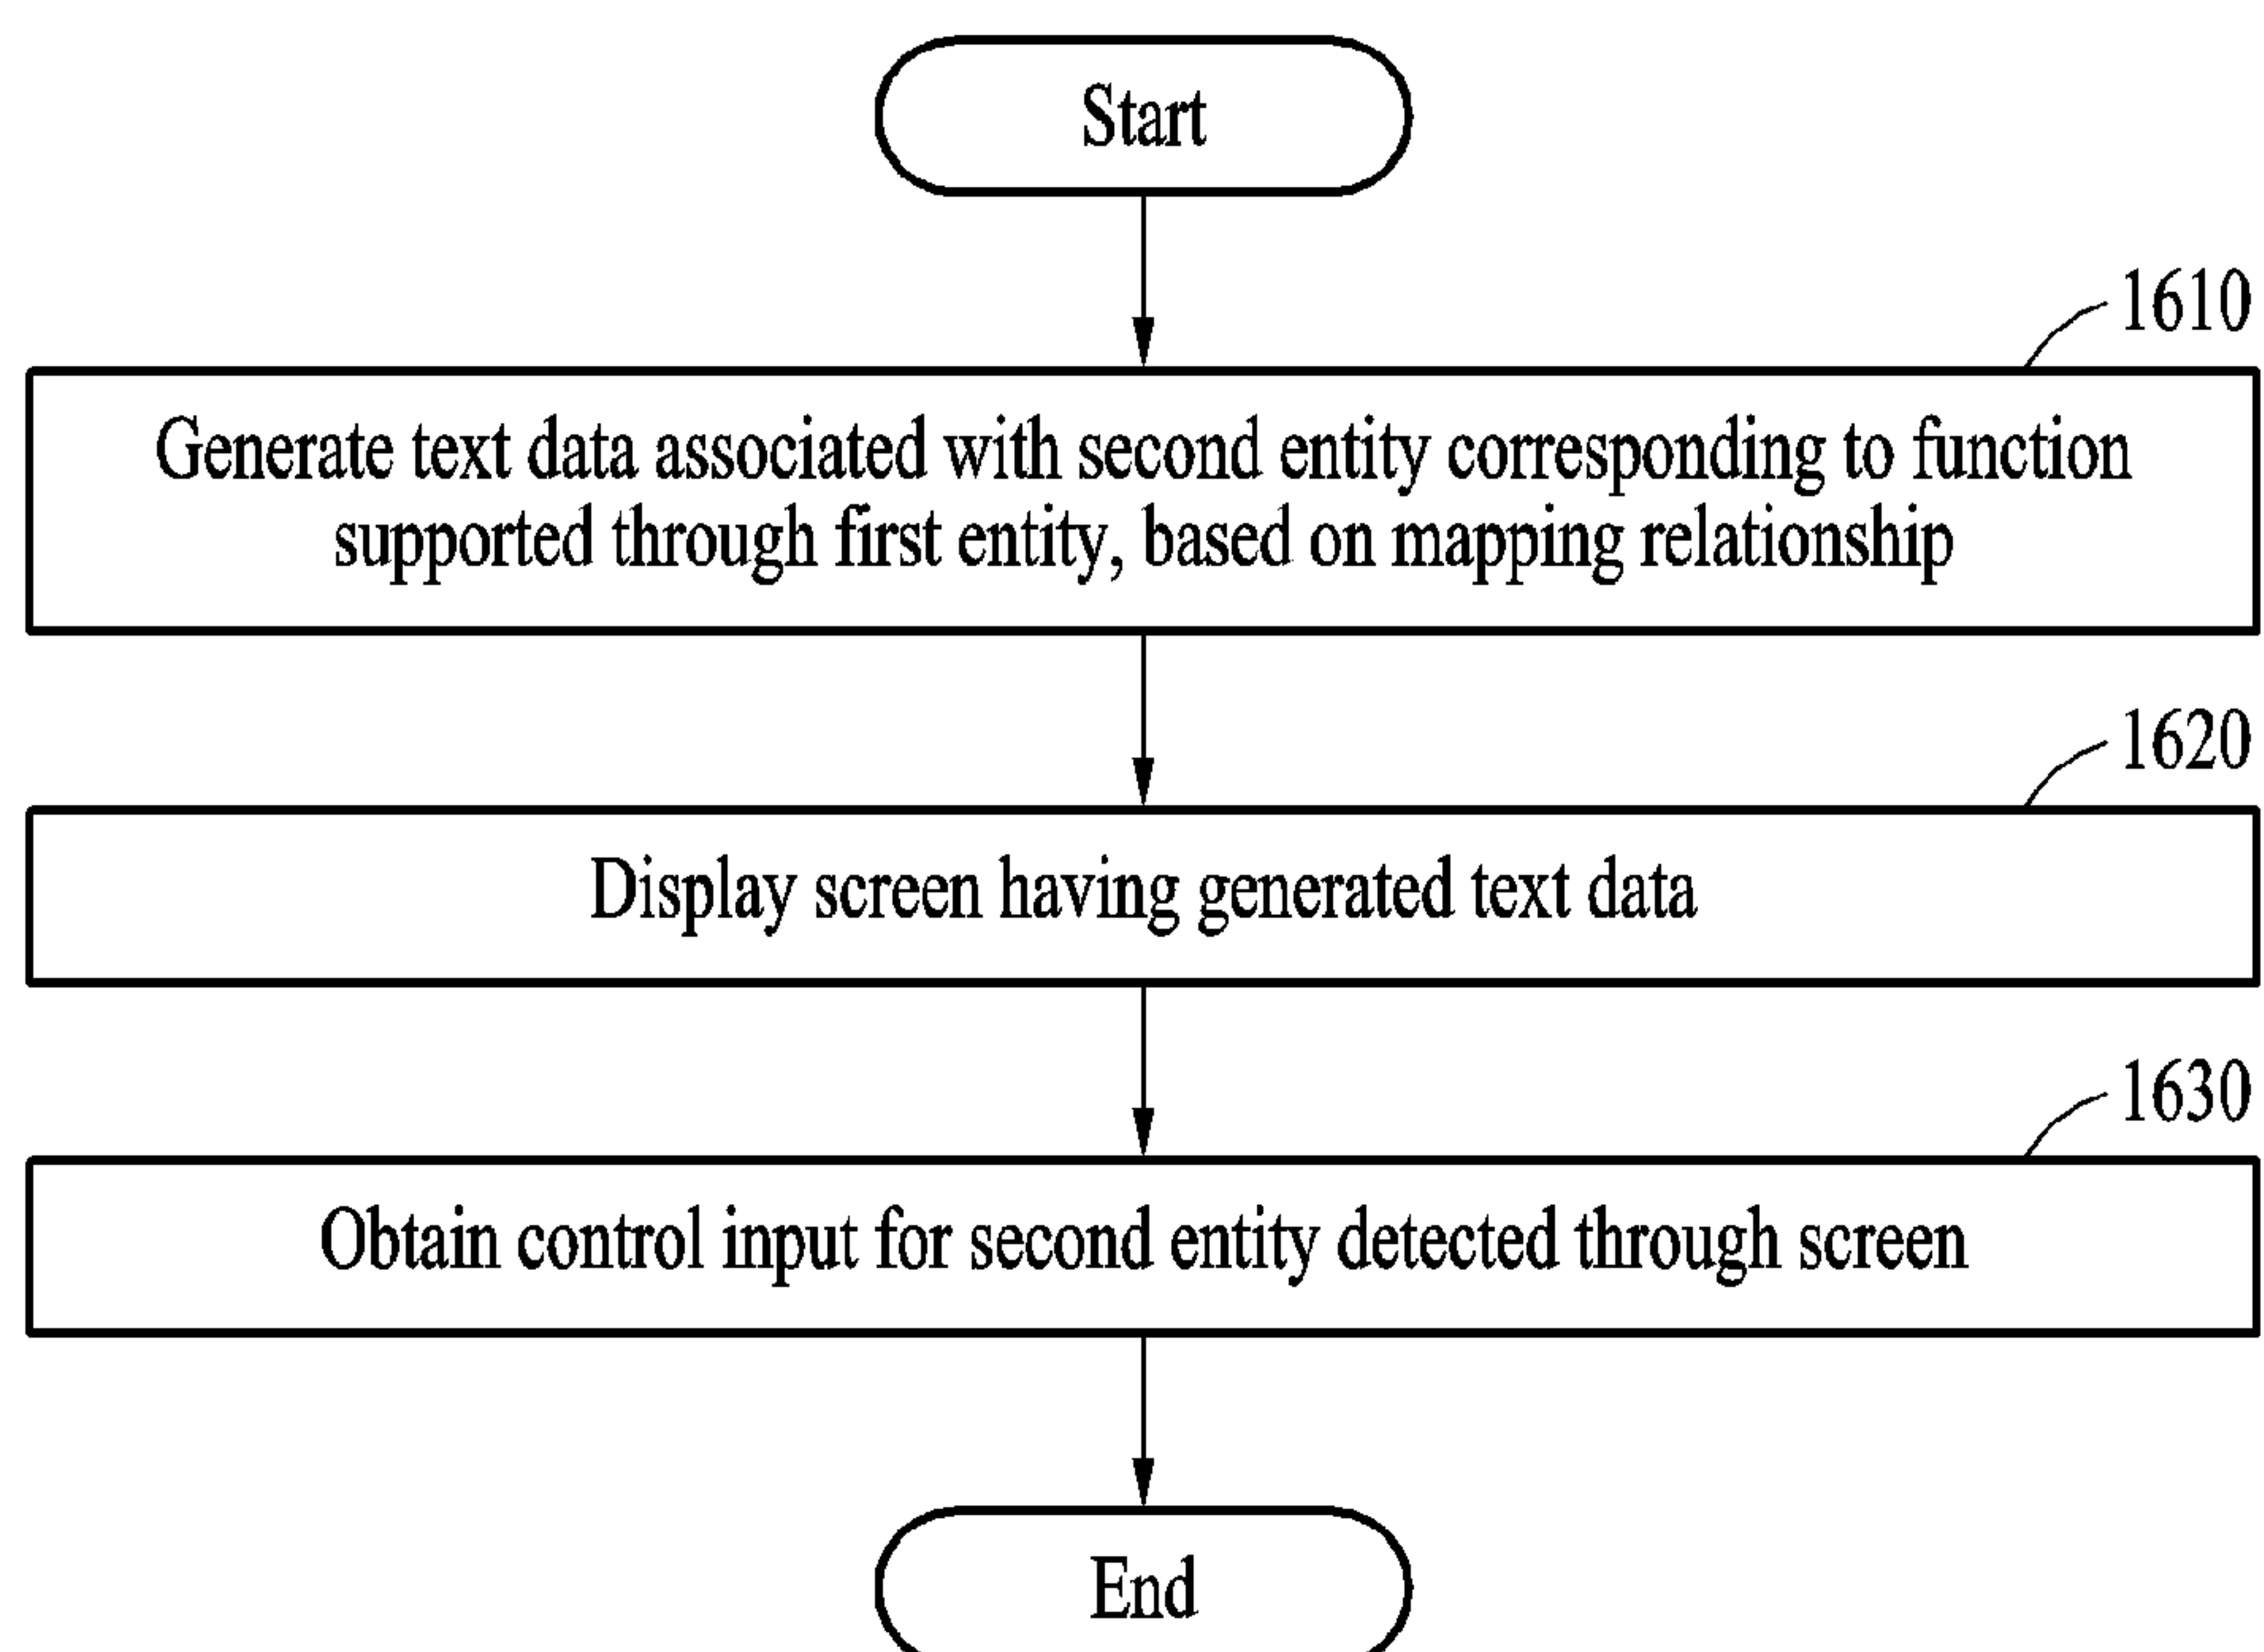 Start
1610
Generate text data associated with second entity corresponding to function
supported through first entity, based on mapping relationship
1620
Display screen having generated text data
1630
Obtain control input for second entity detected through screen
End